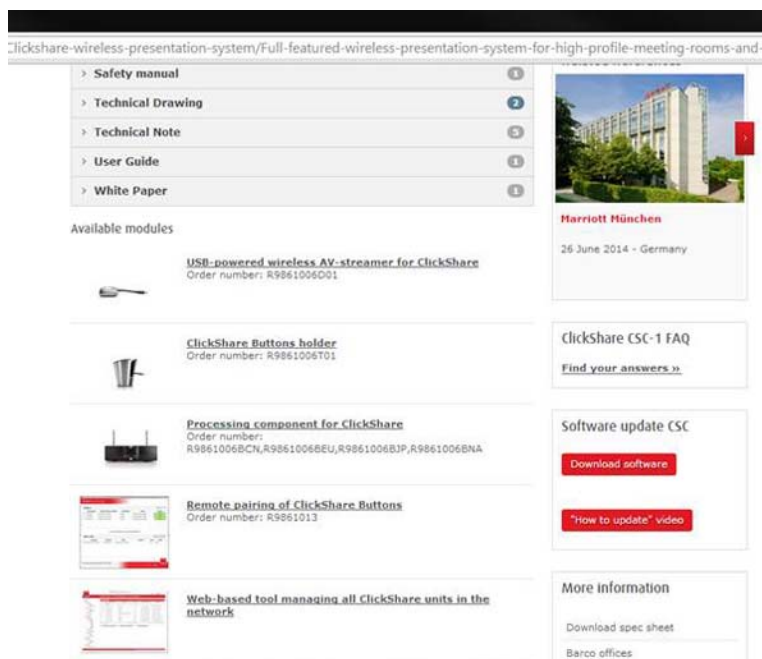 Clickshare-wireless-presentation-system/Full-featured-wireless-presentation-system-for-high-profile-meeting-rooms-and-
> Safety manual 1
> Technical Drawing 2
> Technical Note 5
> User Guide 1
> White Paper 1
Available modules
USB-powered wireless AV-streamer for ClickShare
Order number: R9861006D01
ClickShare Buttons holder
Order number: R9861006T01
Processing component for ClickShare
Order number:
R9861006BCN,R9861006BEU,R9861006BJP,R9861006BNA
Remote pairing of ClickShare Buttons
Order number: R9861013
Web-based tool managing all ClickShare units in the
network
Marriott München
26 June 2014 - Germany
ClickShare CSC-1 FAQ
Find your answers »
Software update CSC
Download software
"How to update" video
More information
Download spec sheet
Barco offices